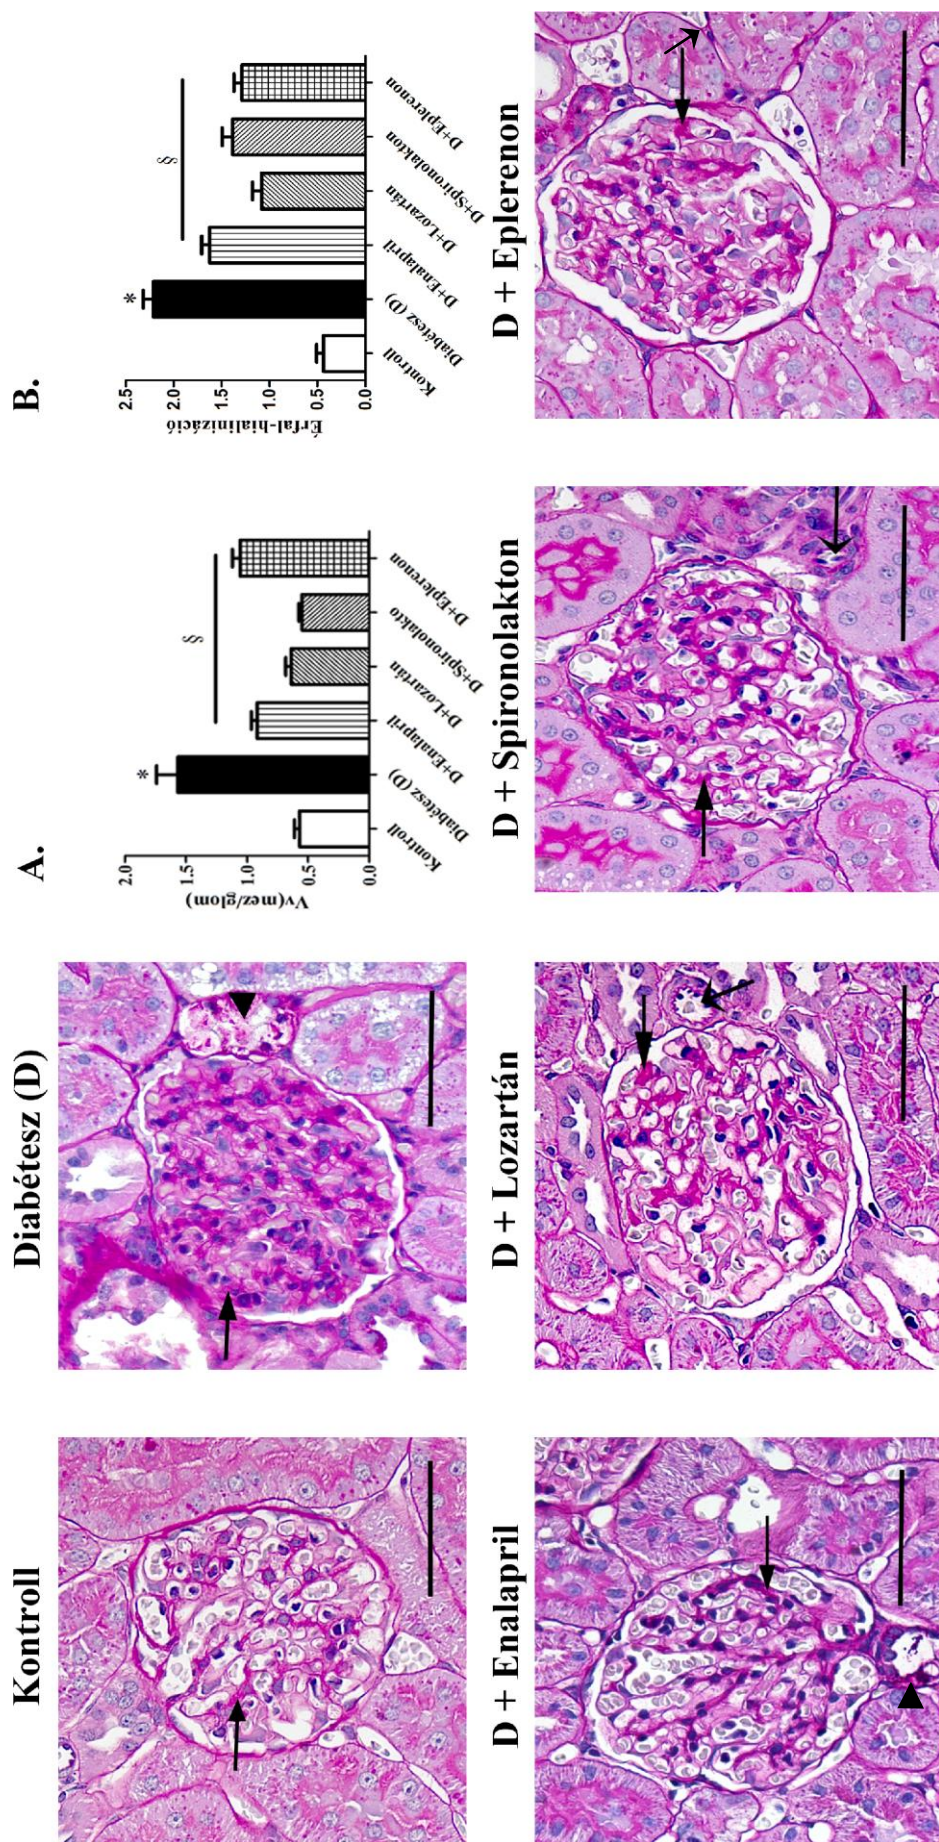 Kontroll
Diabétesz (D)
A.
Vv(mez/glom)
2.0
1.5
1.0
0.5
0.0
*
§
Kontroll
Diabétesz (D)
D+Enalapril
D+Lozartán
D+Spironolakto
D+Eplerenon
B.
Érfal-hialinizáció
2.5
2.0
1.5
1.0
0.5
0.0
*
§
Kontroll
Diabétesz (D)
D+Enalapril
D+Lozartán
D+Spironolakton
D+Eplerenon
D + Enalapril
D + Lozartán
D + Spironolakton
D + Eplerenon